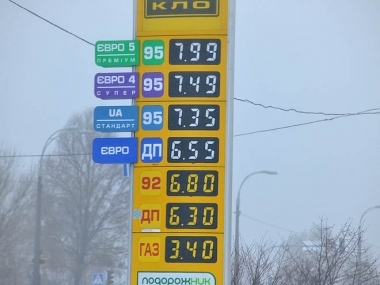 КЛО
ЄВРО 5 ПРЕМІУМ 95 7.99
ЄВРО 4 СУПЕР 95 7.49
UA СТАНДАРТ 95 7.35
ЄВРО ДП 6.55
92 6.80
ДП 6.30
ГАЗ 3.40
подорожник